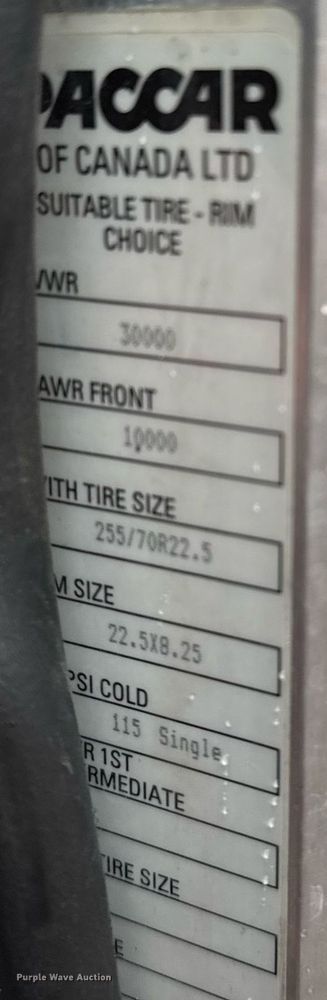 PACCAR
OF CANADA LTD
SUITABLE TIRE - RIM
CHOICE
VWR
30000
AWR FRONT
10000
ITH TIRE SIZE
255/70R22.5
M SIZE
22.5X8.25
PSI COLD
115 Single
R 1ST
RMEDIATE
TIRE SIZE
E
Purple Wave Auction